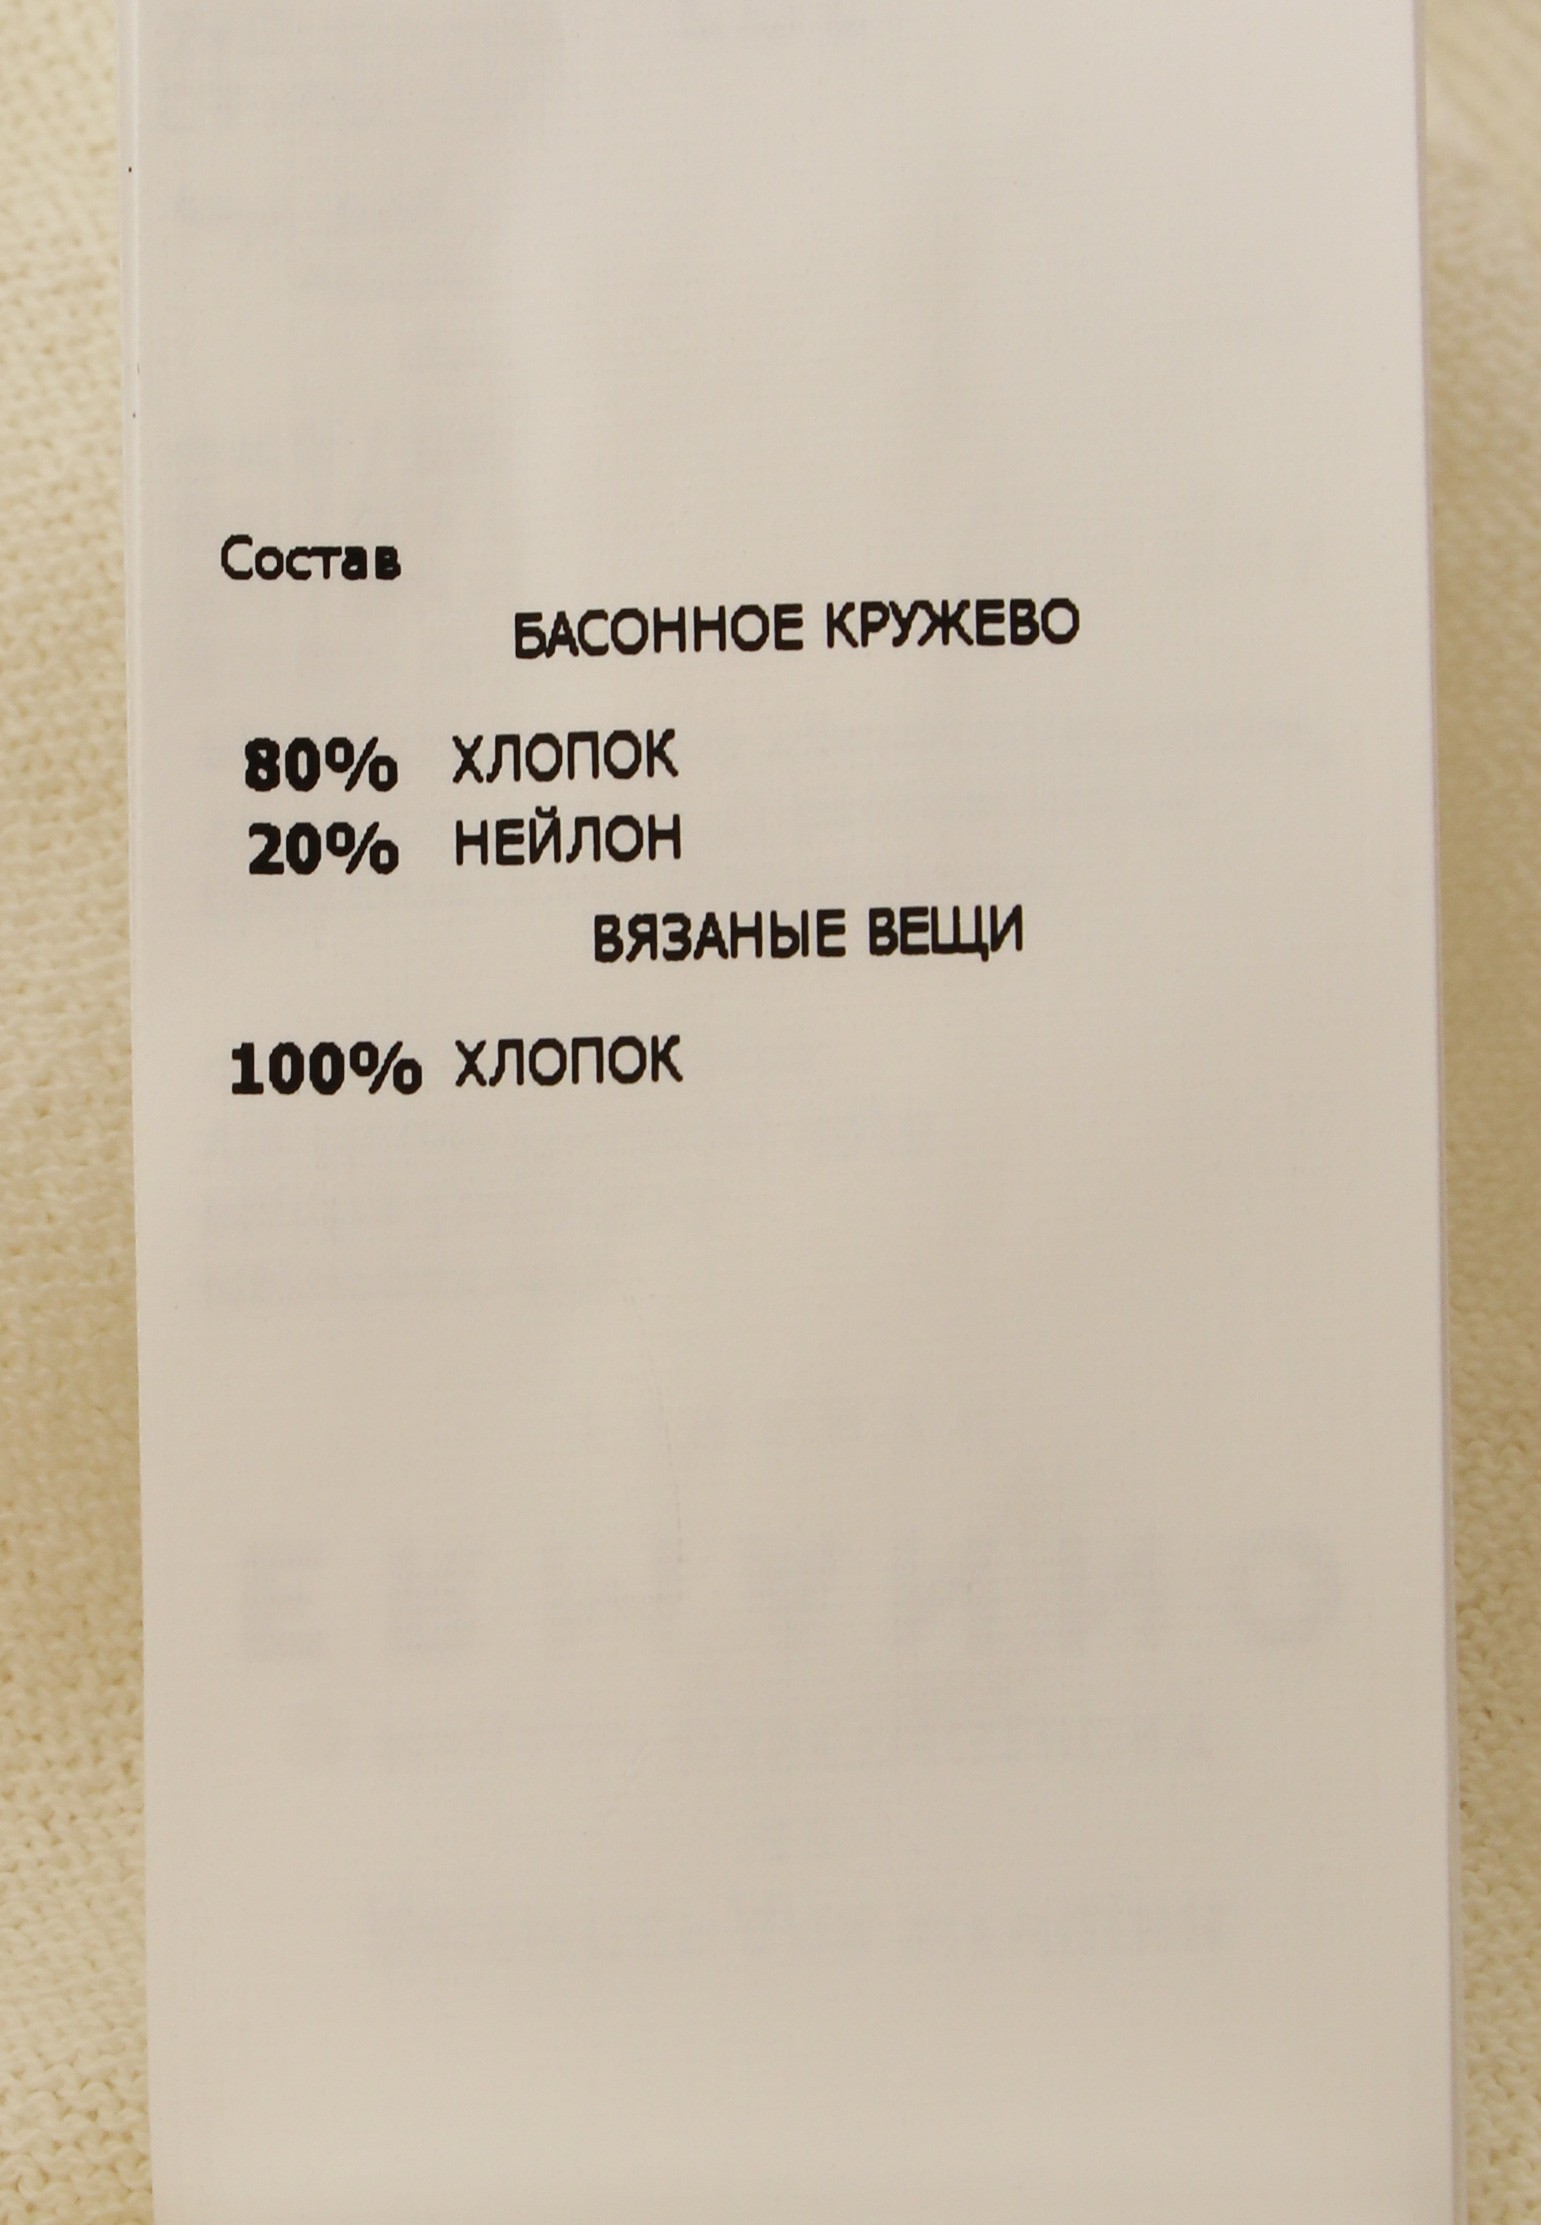 Состав
БАСОННОЕ КРУЖЕВО
80% ХЛОПОК
20% НЕЙЛОН
ВЯЗАНЫЕ ВЕЩИ
100% ХЛОПОК